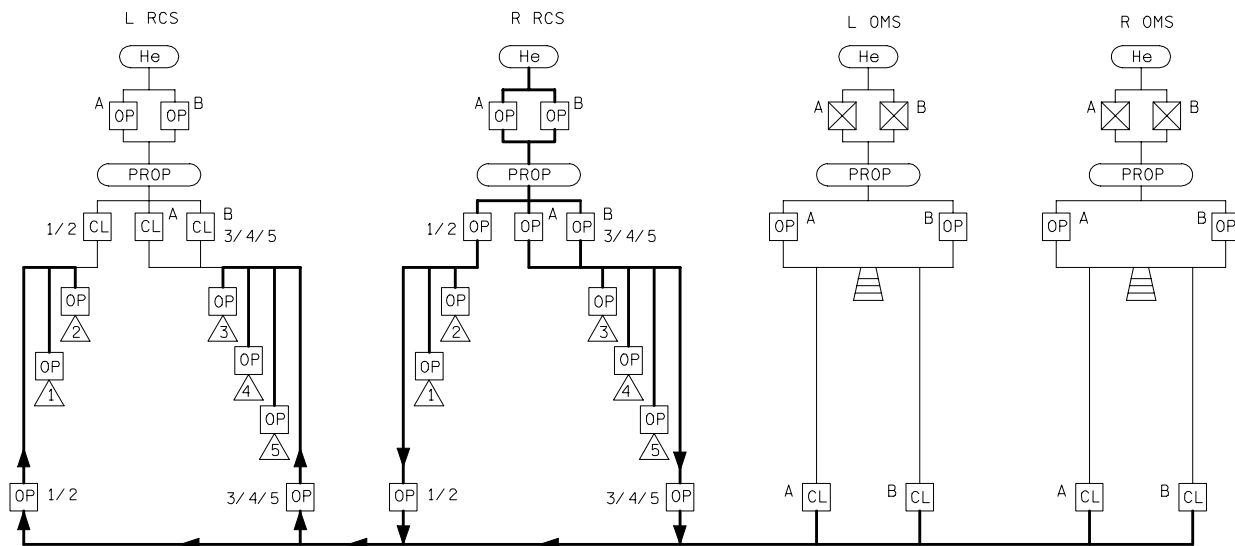 L RCS R RCS L OMS R OMS
He He He He
A B A B A B A B
OP OP OP OP
PROP PROP PROP PROP
1/2 CL CL A CL B 3/4/5 1/2 OP OP A OP B 3/4/5 OP A B OP OP A B OP
OP OP OP OP
2 3 2 3
OP OP OP OP
1 4 1 4
OP OP
5 5
OP 1/2 3/4/5 OP OP 1/2 3/4/5 OP A CL B CL A CL B CL